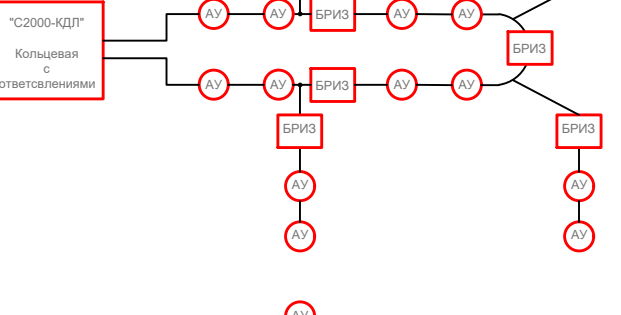 АУ АУ БРИЗ АУ АУ
"С2000-КДЛ"
Кольцевая
с
ответсвлениями
БРИЗ
АУ АУ БРИЗ АУ АУ
БРИЗ БРИЗ
АУ АУ
АУ АУ
АУ